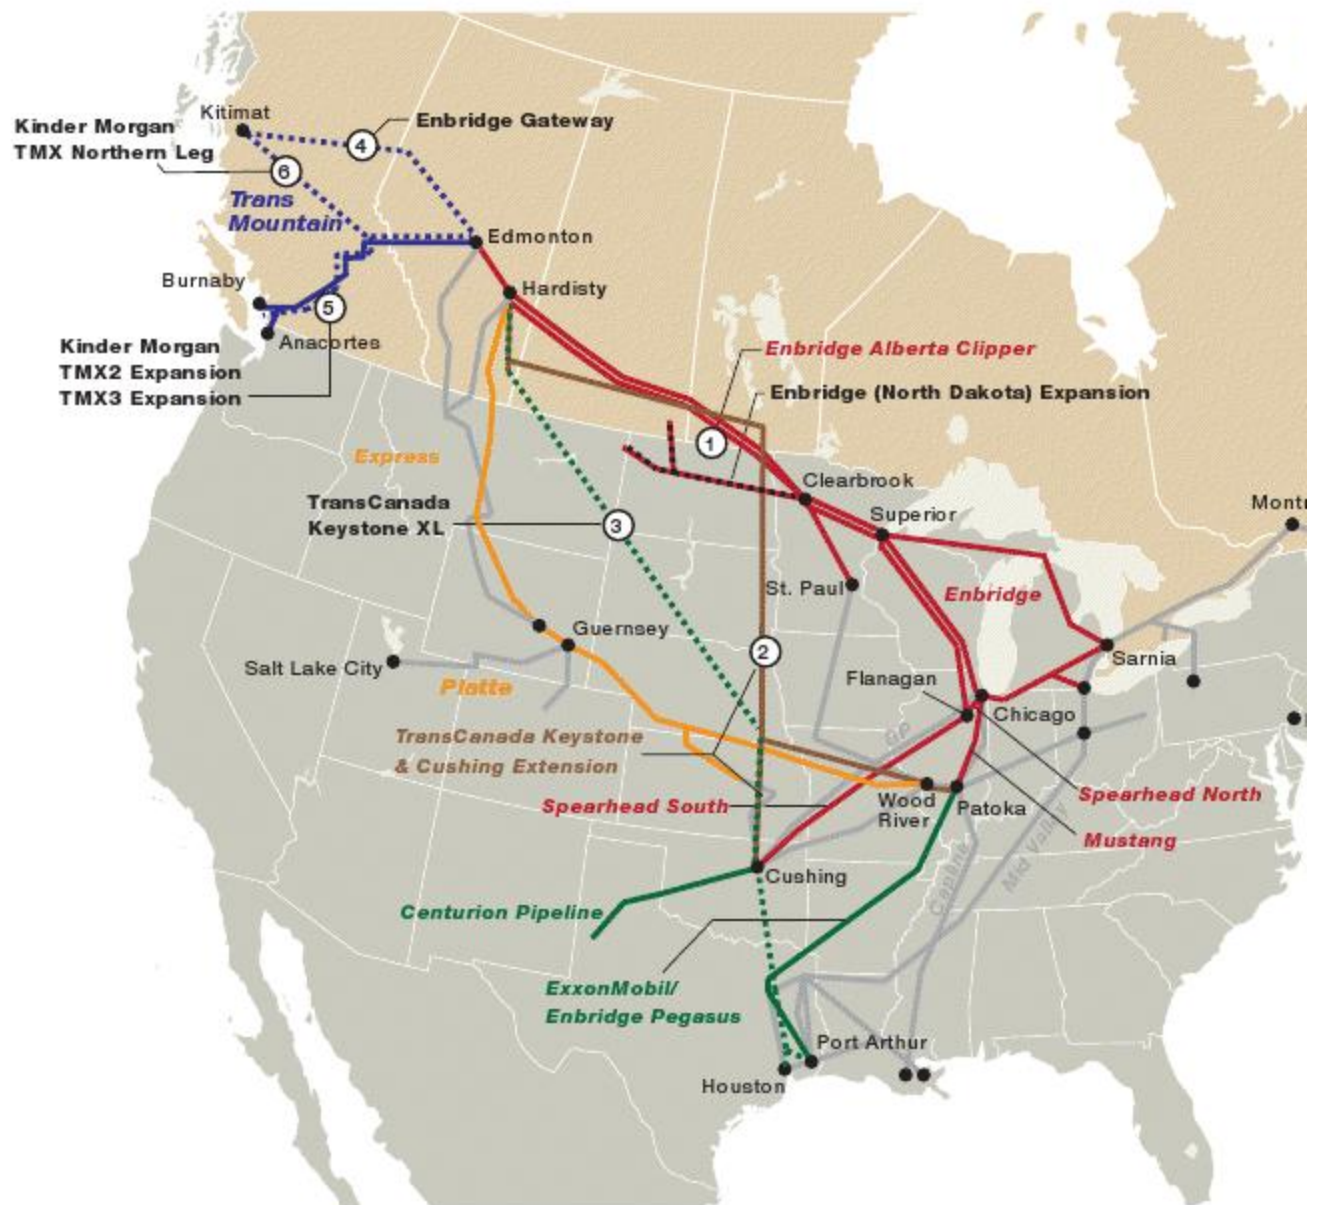 Kitimat
Kinder Morgan
TMX Northern Leg
4
Enbridge Gateway
6
Trans
Mountain
Edmonton
Burnaby
Hardisty
5
Anacortes
Kinder Morgan
TMX2 Expansion
TMX3 Expansion
Enbridge Alberta Clipper
Enbridge (North Dakota) Expansion
1
Express
Clearbrook
TransCanada
Keystone XL
3
Superior
Montr
St. Paul
Enbridge
Guernsey
2
Salt Lake City
Sarnia
Flanagan
Platte
Chicago
TransCanada Keystone
& Cushing Extension
Spearhead South
Wood
River
Patoka
Spearhead North
Mustang
Cushing
Mid Valley
Centurion Pipeline
ExxonMobil/
Enbridge Pegasus
Port Arthur
Houston